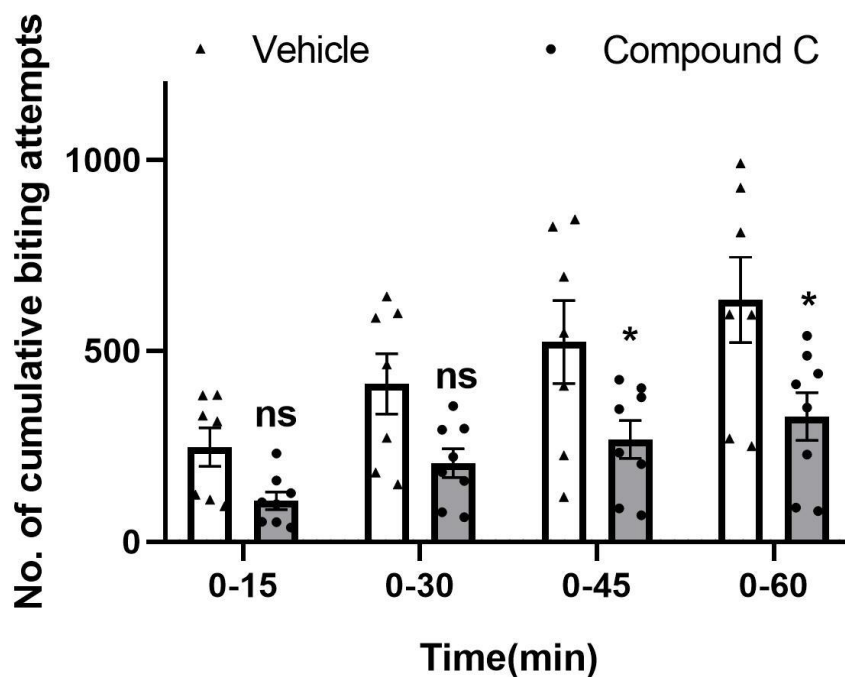 Vehicle
Compound C
No. of cumulative biting attempts
1000
500
0
ns
ns
*
*
0-15
0-30
0-45
0-60
Time(min)